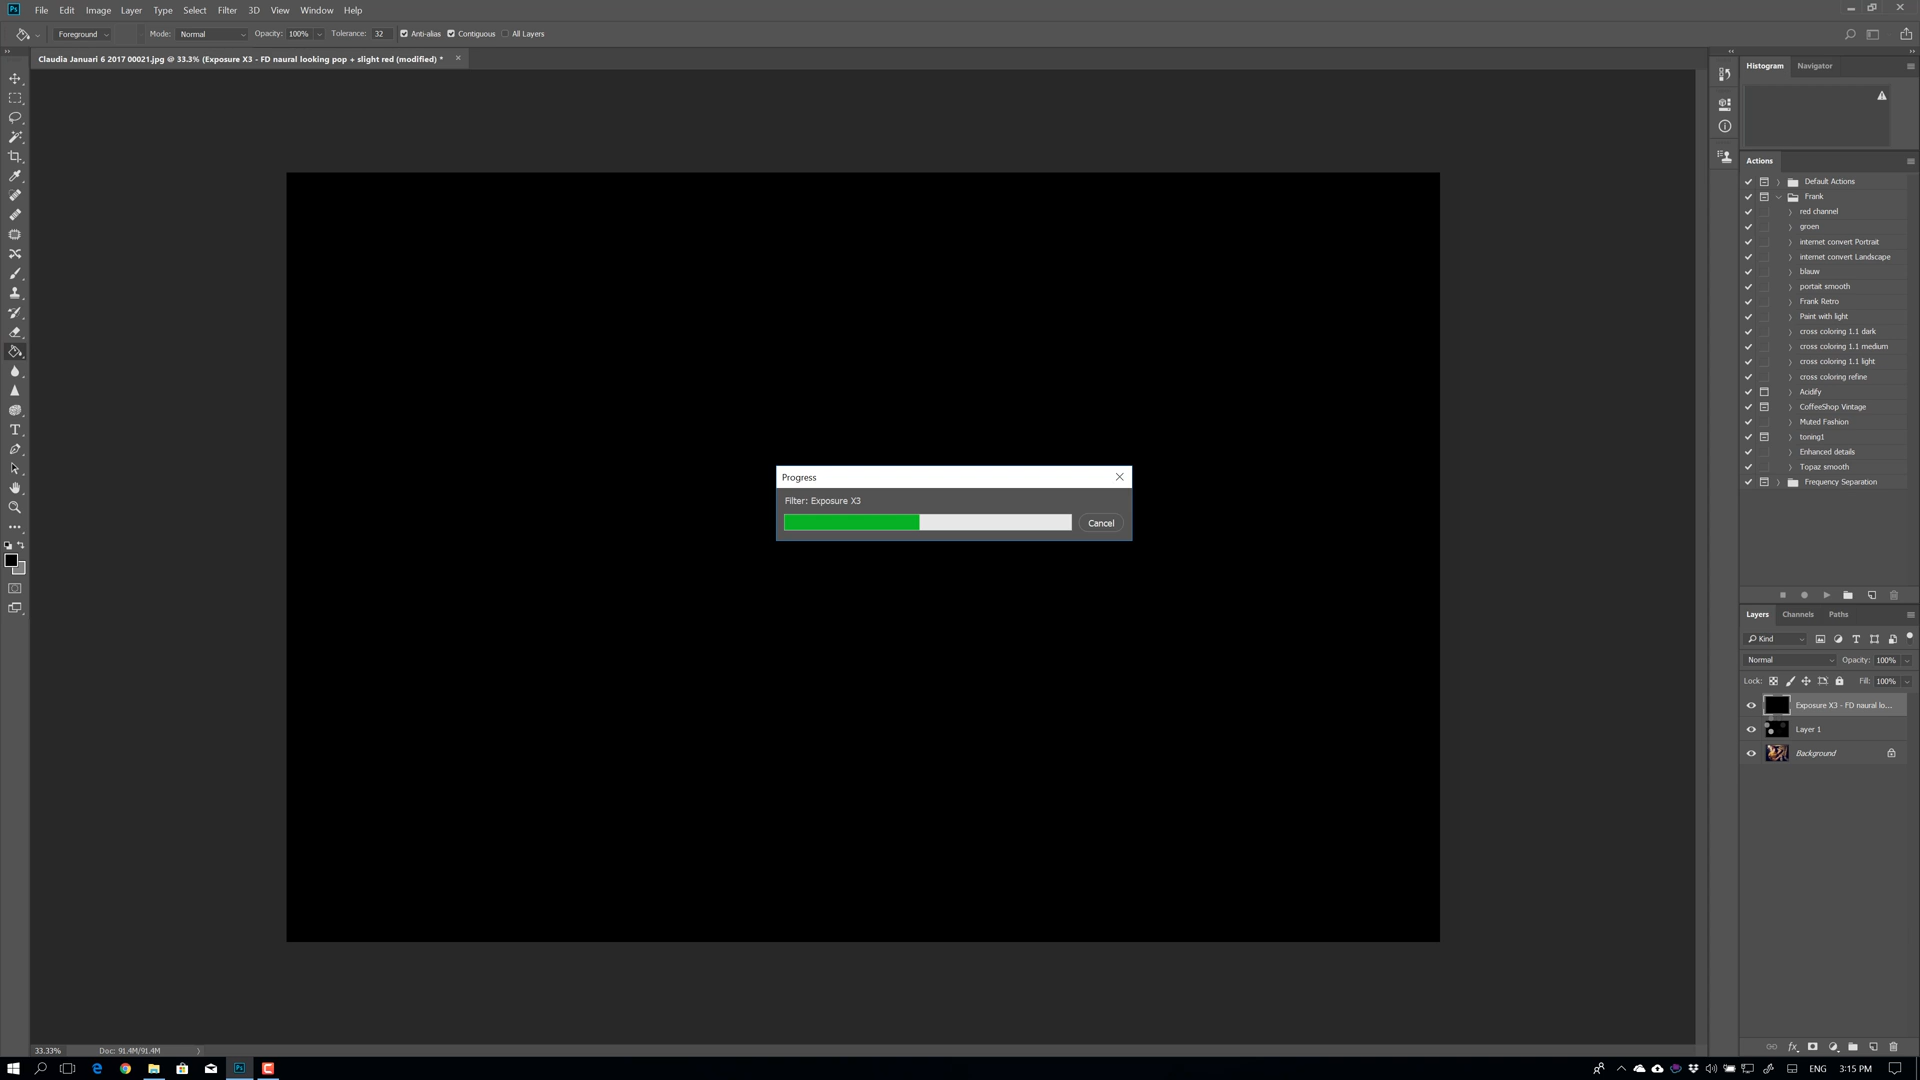 Ps File Edit Image Layer Type Select Filter 3D View Window Help
Foreground Mode: Normal Opacity: 100% Tolerance: 32 Anti-alias Contiguous All Layers
Claudia Januari 6 2017 00021.jpg @ 33.3% (Exposure X3 - FD naural looking pop + slight red (modified) *
Histogram Navigator
Actions
Default Actions
Frank
red channel
groen
internet convert Portrait
internet convert Landscape
blauw
portait smooth
Frank Retro
Paint with light
cross coloring 1.1 dark
cross coloring 1.1 medium
cross coloring 1.1 light
cross coloring refine
Acidify
CoffeeShop Vintage
Muted Fashion
toning1
Enhanced details
Topaz smooth
Frequency Separation
Progress
Filter: Exposure X3
Cancel
Layers Channels Paths
Kind
Normal Opacity: 100%
Lock: Fill: 100%
Exposure X3 - FD naural lo...
Layer 1
Background
33.33% Doc: 91.4M/91.4M
Ps ENG 3:15 PM